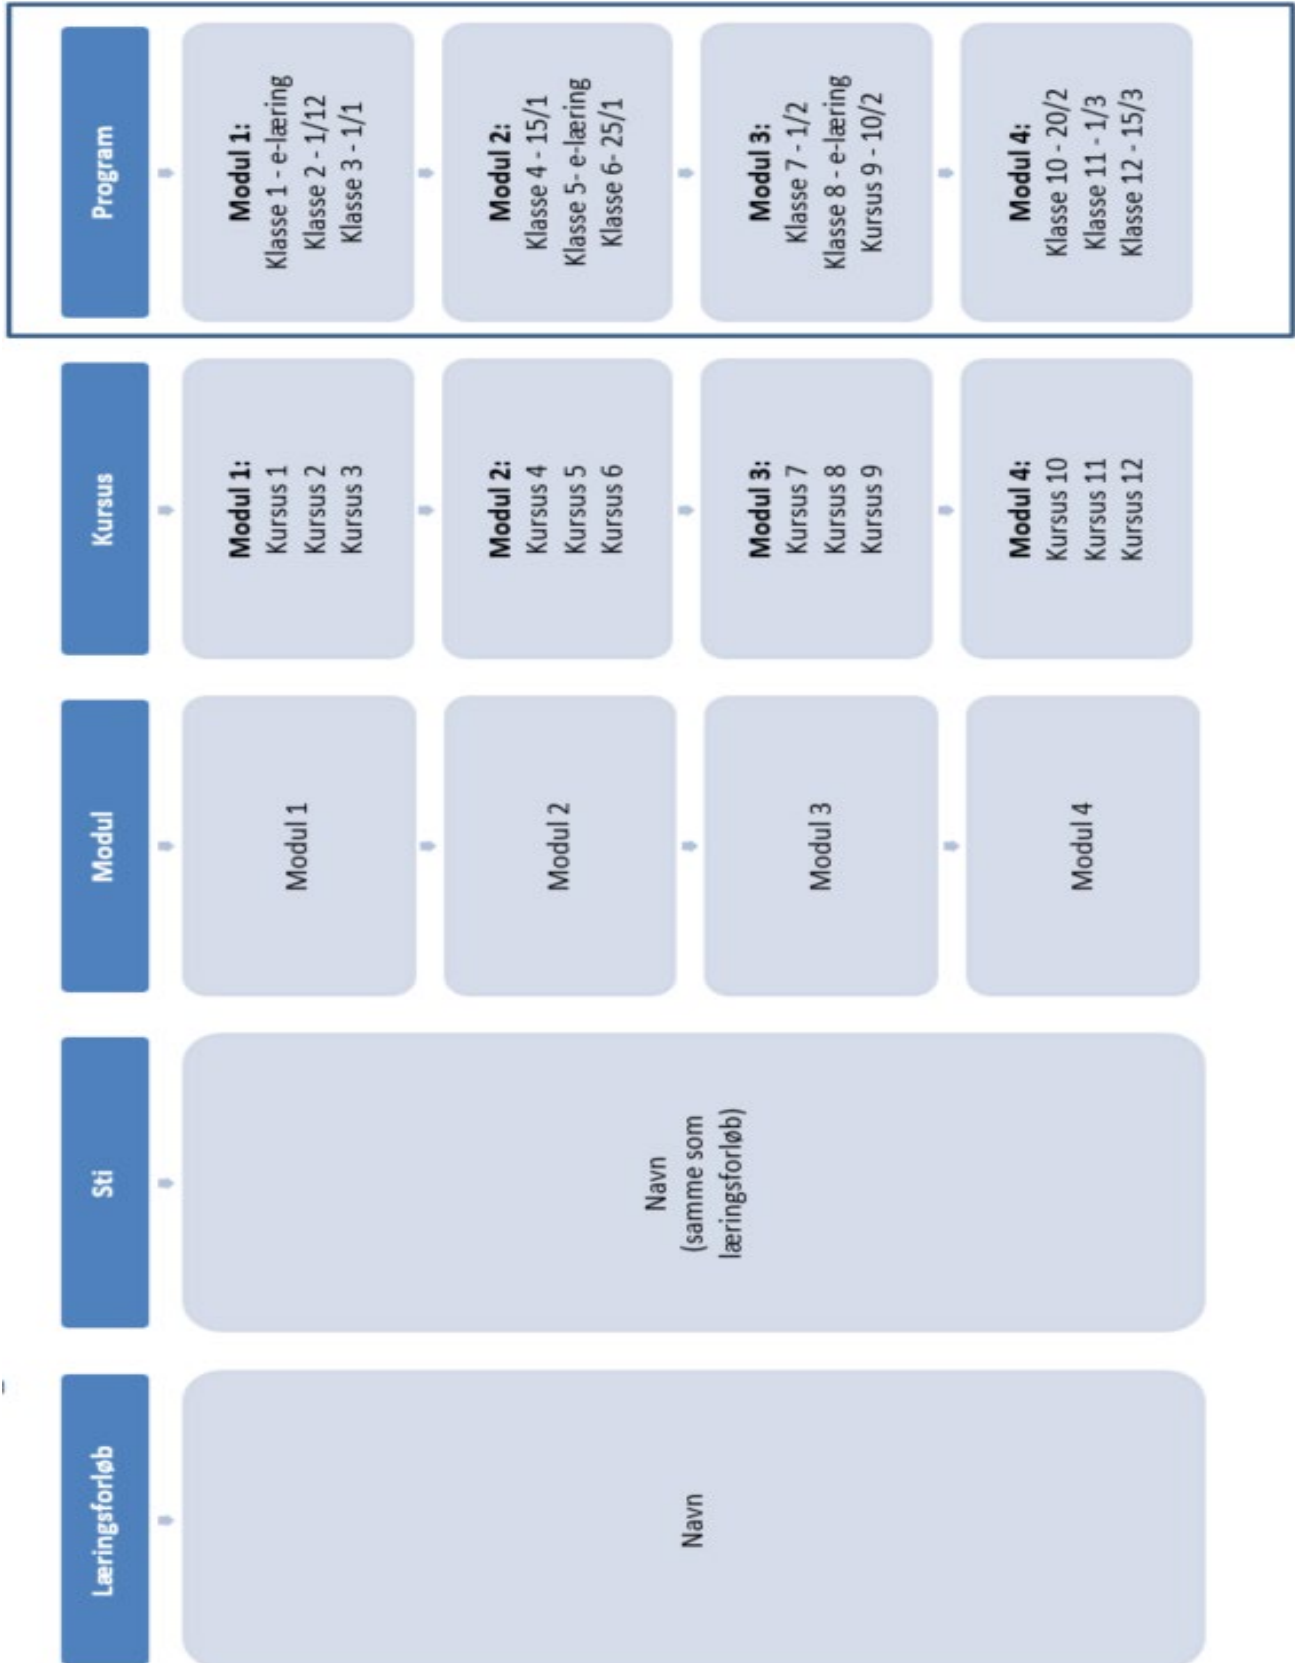 Læringsforløb
Navn
Sti
Navn
(samme som
læringsforløb)
Modul
Modul 1
Modul 2
Modul 3
Modul 4
Kursus
Modul 1:
Kursus 1
Kursus 2
Kursus 3
Modul 2:
Kursus 4
Kursus 5
Kursus 6
Modul 3:
Kursus 7
Kursus 8
Kursus 9
Modul 4:
Kursus 10
Kursus 11
Kursus 12
Program
Modul 1:
Klasse 1 - e-læring
Klasse 2 - 1/12
Klasse 3 - 1/1
Modul 2:
Klasse 4 - 15/1
Klasse 5- e-læring
Klasse 6- 25/1
Modul 3:
Klasse 7 - 1/2
Klasse 8 - e-læring
Kursus 9 - 10/2
Modul 4:
Klasse 10 - 20/2
Klasse 11 - 1/3
Klasse 12 - 15/3